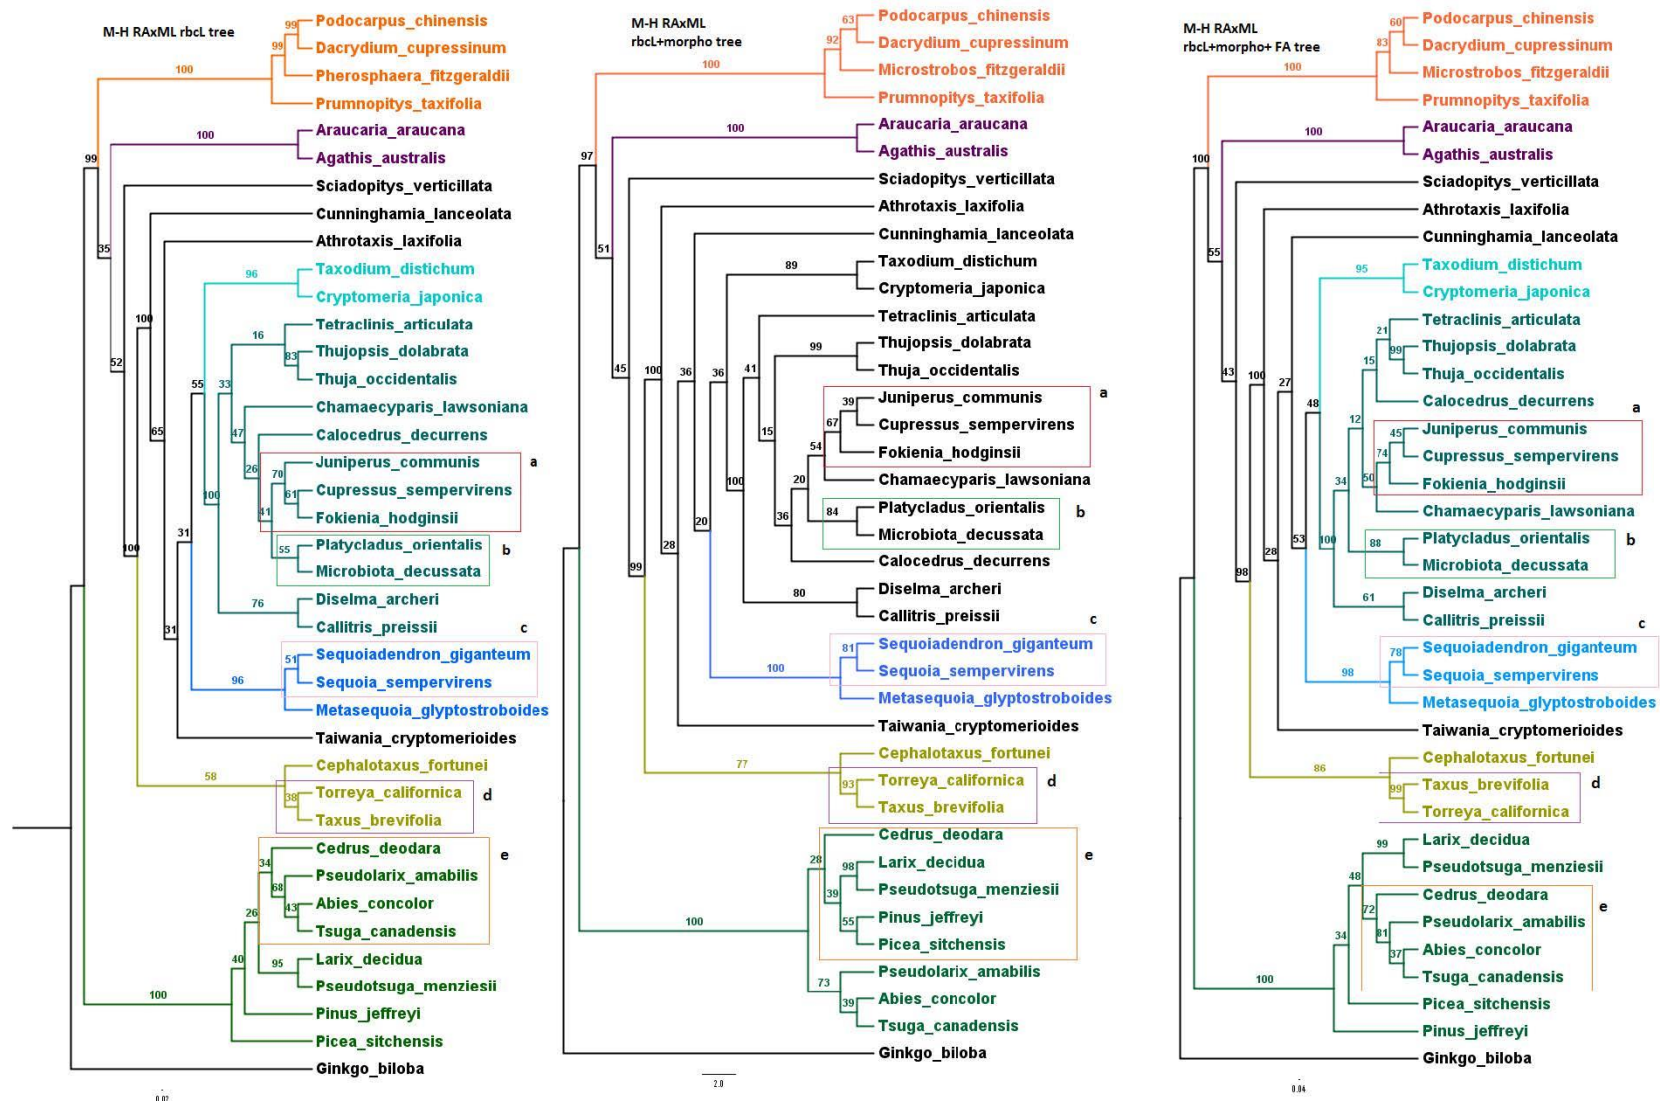 M-H RAxML rbcL tree
99
Podocarpus_chinensis
99
Dacrydium_cupressinum
100
Pherosphaera_fitzgeraldii
Prumnopitys_taxifolia
100
Araucaria_araucana
99
Agathis_australis
Sciadopitys_verticillata
Cunninghamia_lanceolata
35
Athrotaxis_laxifolia
96
Taxodium_distichum
Cryptomeria_japonica
100
Tetraclinis_articulata
16
83
Thujopsis_dolabrata
52
Thuja_occidentalis
55
33
Chamaecyparis_lawsoniana
65
47
Calocedrus_decurrens
26
70
Juniperus_communis
a
100
61
Cupressus_sempervirens
41
Fokienia_hodginsii
31
100
55
Platycladus_orientalis
b
Microbiota_decussata
76
Diselma_archeri
31
Callitris_preissii
c
51
Sequoiadendron_giganteum
96
Sequoia_sempervirens
Metasequoia_glyptostroboides
Taiwania_cryptomerioides
58
Cephalotaxus_fortunei
38
Torreya_californica
d
Taxus_brevifolia
34
Cedrus_deodara
e
68
Pseudolarix_amabilis
26
43
Abies_concolor
Tsuga_canadensis
40
95
Larix_decidua
Pseudotsuga_menziesii
100
Pinus_jeffreyi
Picea_sitchensis
Ginkgo_biloba
M-H RAxML
rbcL+morpho tree
63
Podocarpus_chinensis
92
Dacrydium_cupressinum
100
Microstrobos_fitzgeraldii
Prumnopitys_taxifolia
100
Araucaria_araucana
97
Agathis_australis
Sciadopitys_verticillata
Athrotaxis_laxifolia
51
Cunninghamia_lanceolata
89
Taxodium_distichum
Cryptomeria_japonica
Tetraclinis_articulata
99
Thujopsis_dolabrata
Thuja_occidentalis
45
100
36
36
41
39
Juniperus_communis
a
67
Cupressus_sempervirens
15
54
Fokienia_hodginsii
100
20
Chamaecyparis_lawsoniana
20
36
84
Platycladus_orientalis
b
Microbiota_decussata
28
Calocedrus_decurrens
99
80
Diselma_archeri
Callitris_preissii
c
81
Sequoiadendron_giganteum
100
Sequoia_sempervirens
Metasequoia_glyptostroboides
Taiwania_cryptomerioides
77
Cephalotaxus_fortunei
93
Torreya_californica
d
Taxus_brevifolia
28
Cedrus_deodara
e
98
Larix_decidua
39
Pseudotsuga_menziesii
55
Pinus_jeffreyi
100
Picea_sitchensis
73
Pseudolarix_amabilis
39
Abies_concolor
Tsuga_canadensis
Ginkgo_biloba
2.0
M-H RAxML
rbcL+morpho+ FA tree
60
Podocarpus_chinensis
83
Dacrydium_cupressinum
100
Microstrobos_fitzgeraldii
Prumnopitys_taxifolia
100
Araucaria_araucana
100
Agathis_australis
Sciadopitys_verticillata
Athrotaxis_laxifolia
55
Cunninghamia_lanceolata
95
Taxodium_distichum
Cryptomeria_japonica
21
Tetraclinis_articulata
99
Thujopsis_dolabrata
15
Thuja_occidentalis
43
100
27
Calocedrus_decurrens
48
12
a
45
Juniperus_communis
74
Cupressus_sempervirens
34
50
Fokienia_hodginsii
Chamaecyparis_lawsoniana
53
100
88
Platycladus_orientalis
b
28
Microbiota_decussata
98
61
Diselma_archeri
Callitris_preissii
c
78
Sequoiadendron_giganteum
98
Sequoia_sempervirens
Metasequoia_glyptostroboides
Taiwania_cryptomerioides
86
Cephalotaxus_fortunei
99
Taxus_brevifolia
d
Torreya_californica
99
Larix_decidua
Pseudotsuga_menziesii
48
72
Cedrus_deodara
e
81
Pseudolarix_amabilis
34
37
Abies_concolor
Tsuga_canadensis
100
Picea_sitchensis
Pinus_jeffreyi
Ginkgo_biloba
0.04